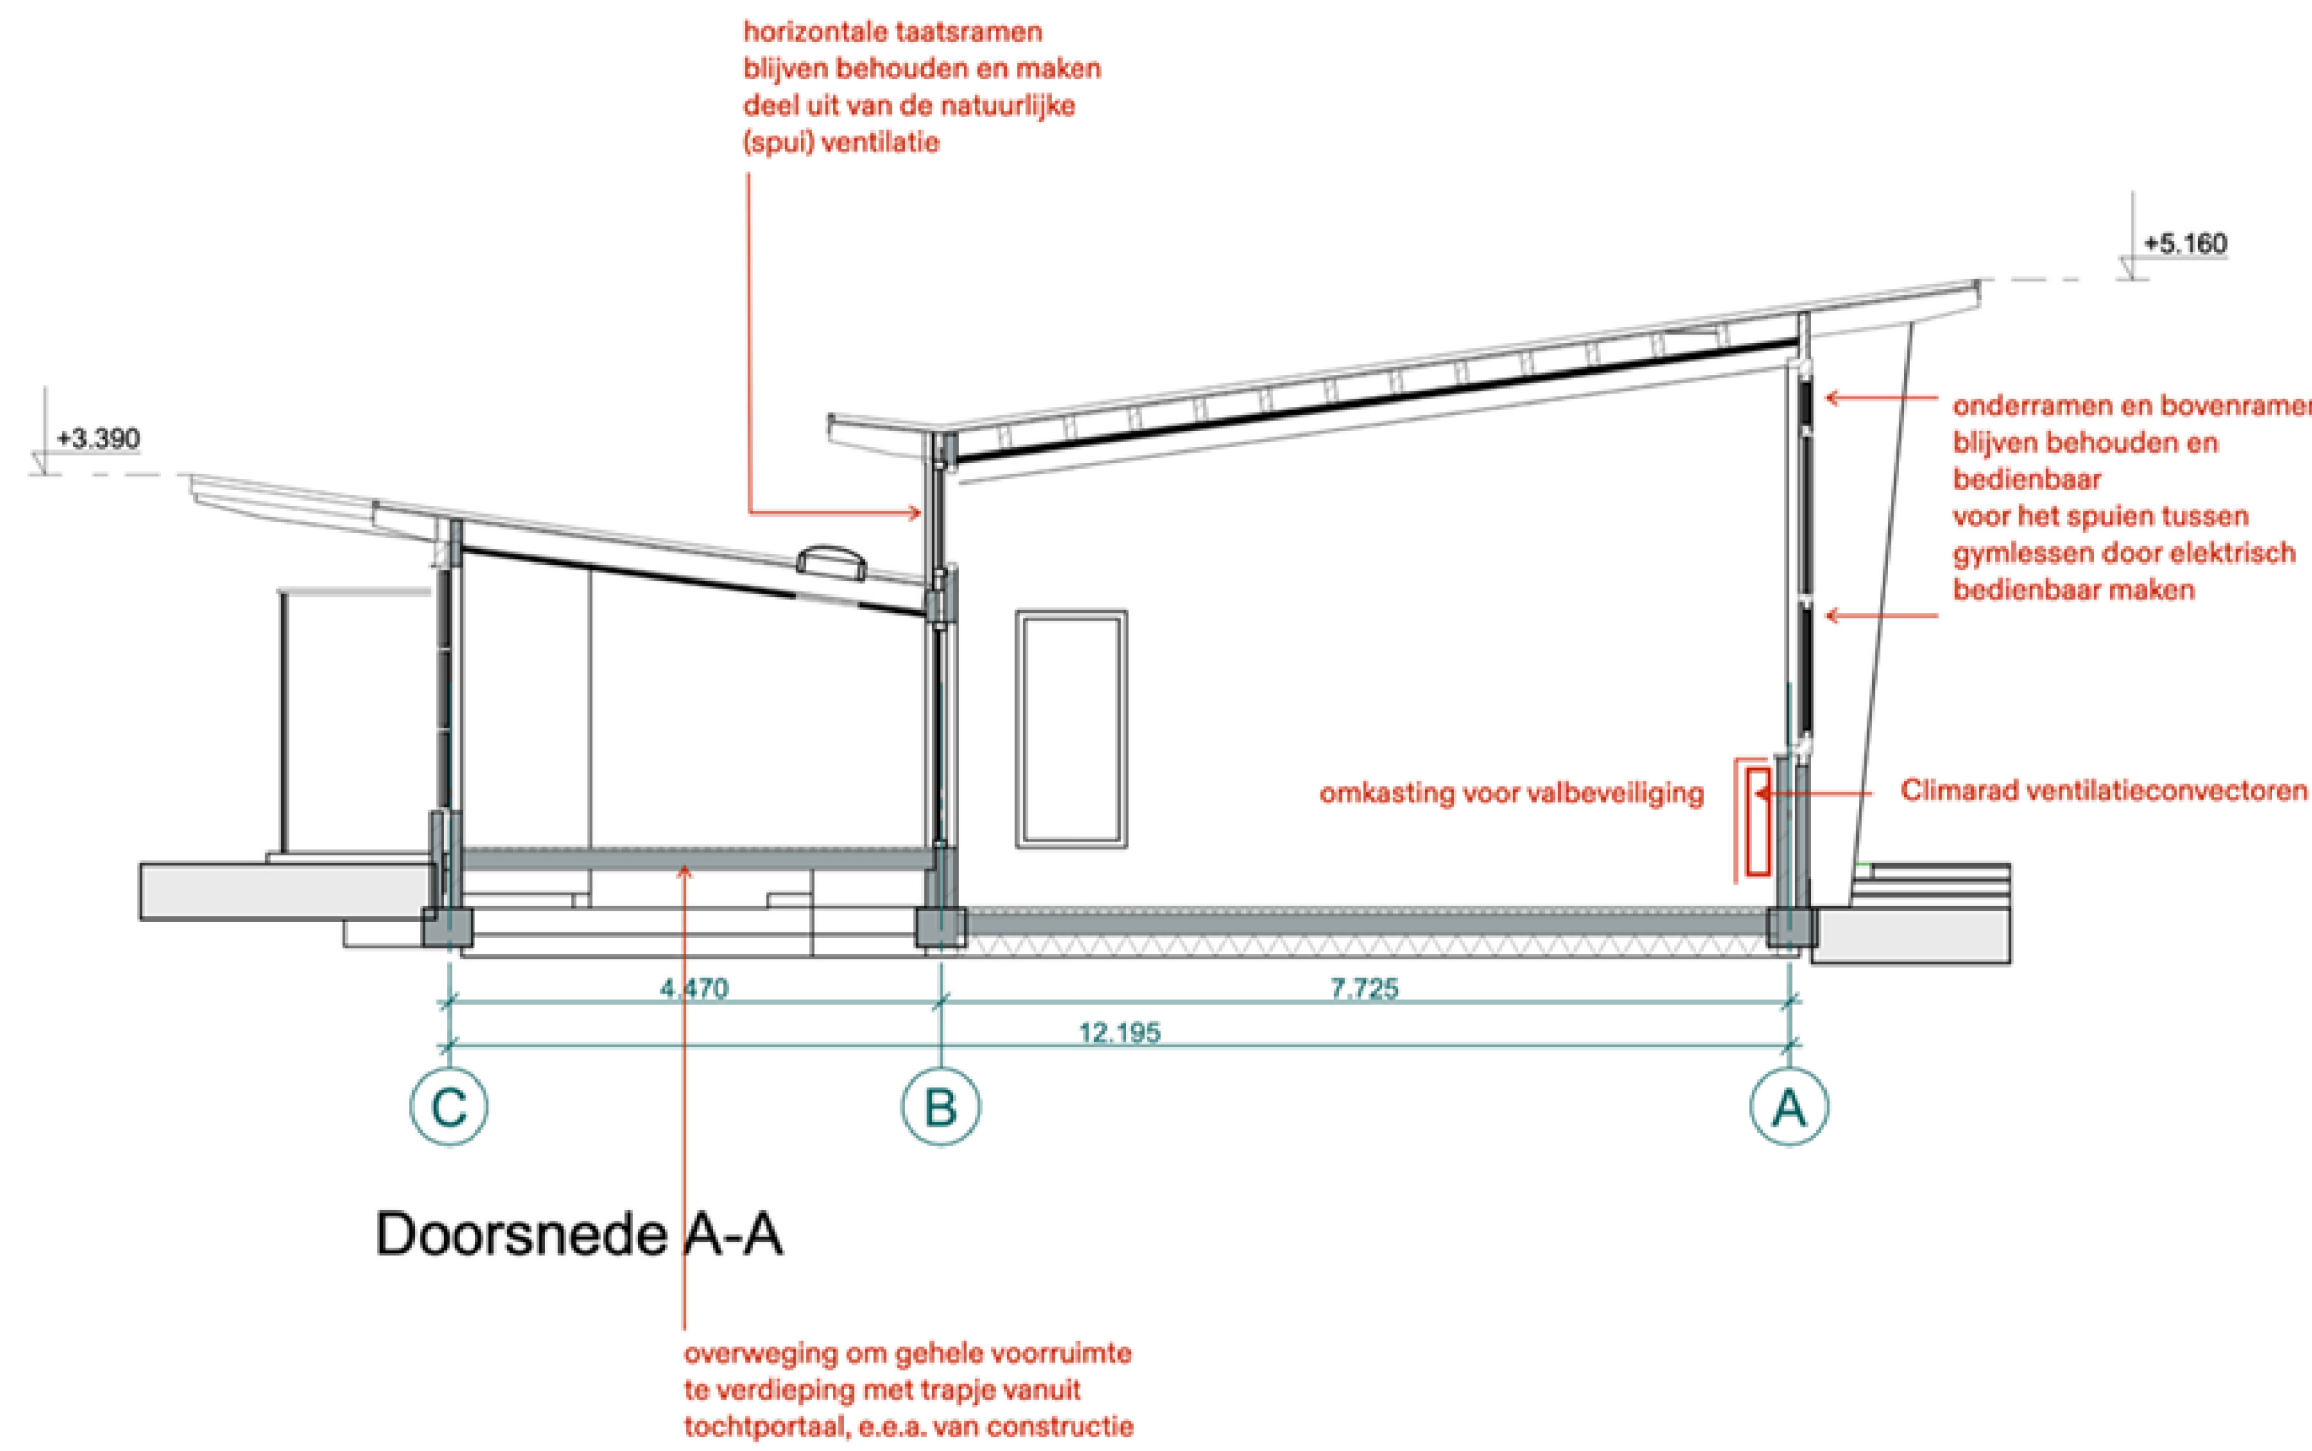 horizontale taatsramen
blijven behouden en maken
deel uit van de natuurlijke
(spui) ventilatie
+5.160
+3.390
onderramen en bovenramen
blijven behouden en
bedienbaar
voor het spuien tussen
gymlessen door elektrisch
bedienbaar maken
omkasting voor valbeveiliging
Climarad ventilatieconvectoren
4.470
7.725
12.195
C
B
A
Doorsnede A-A
overweging om gehele voorruimte
te verdieping met trapje vanuit
tochtportaal, e.e.a. van constructie